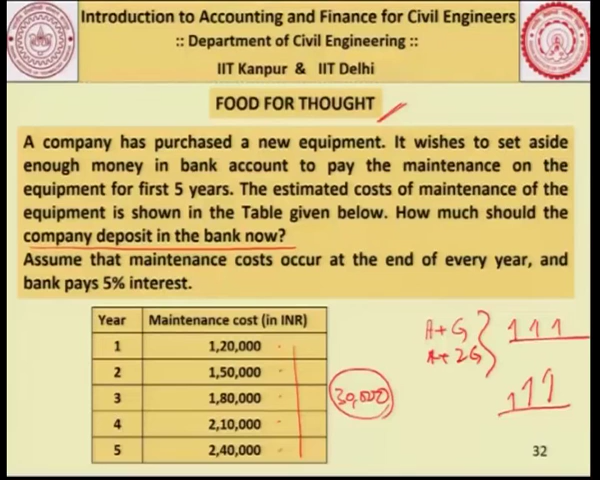 Introduction to Accounting and Finance for Civil Engineers
:: Department of Civil Engineering ::
IIT Kanpur & IIT Delhi
FOOD FOR THOUGHT
A company has purchased a new equipment. It wishes to set aside
enough money in bank account to pay the maintenance on the
equipment for first 5 years. The estimated costs of maintenance of the
equipment is shown in the Table given below. How much should the
company deposit in the bank now?
Assume that maintenance costs occur at the end of every year, and
bank pays 5% interest.
Year Maintenance cost (in INR)
1 1,20,000
2 1,50,000
3 1,80,000
4 2,10,000
5 2,40,000
30,000
A+G
A+2G
32